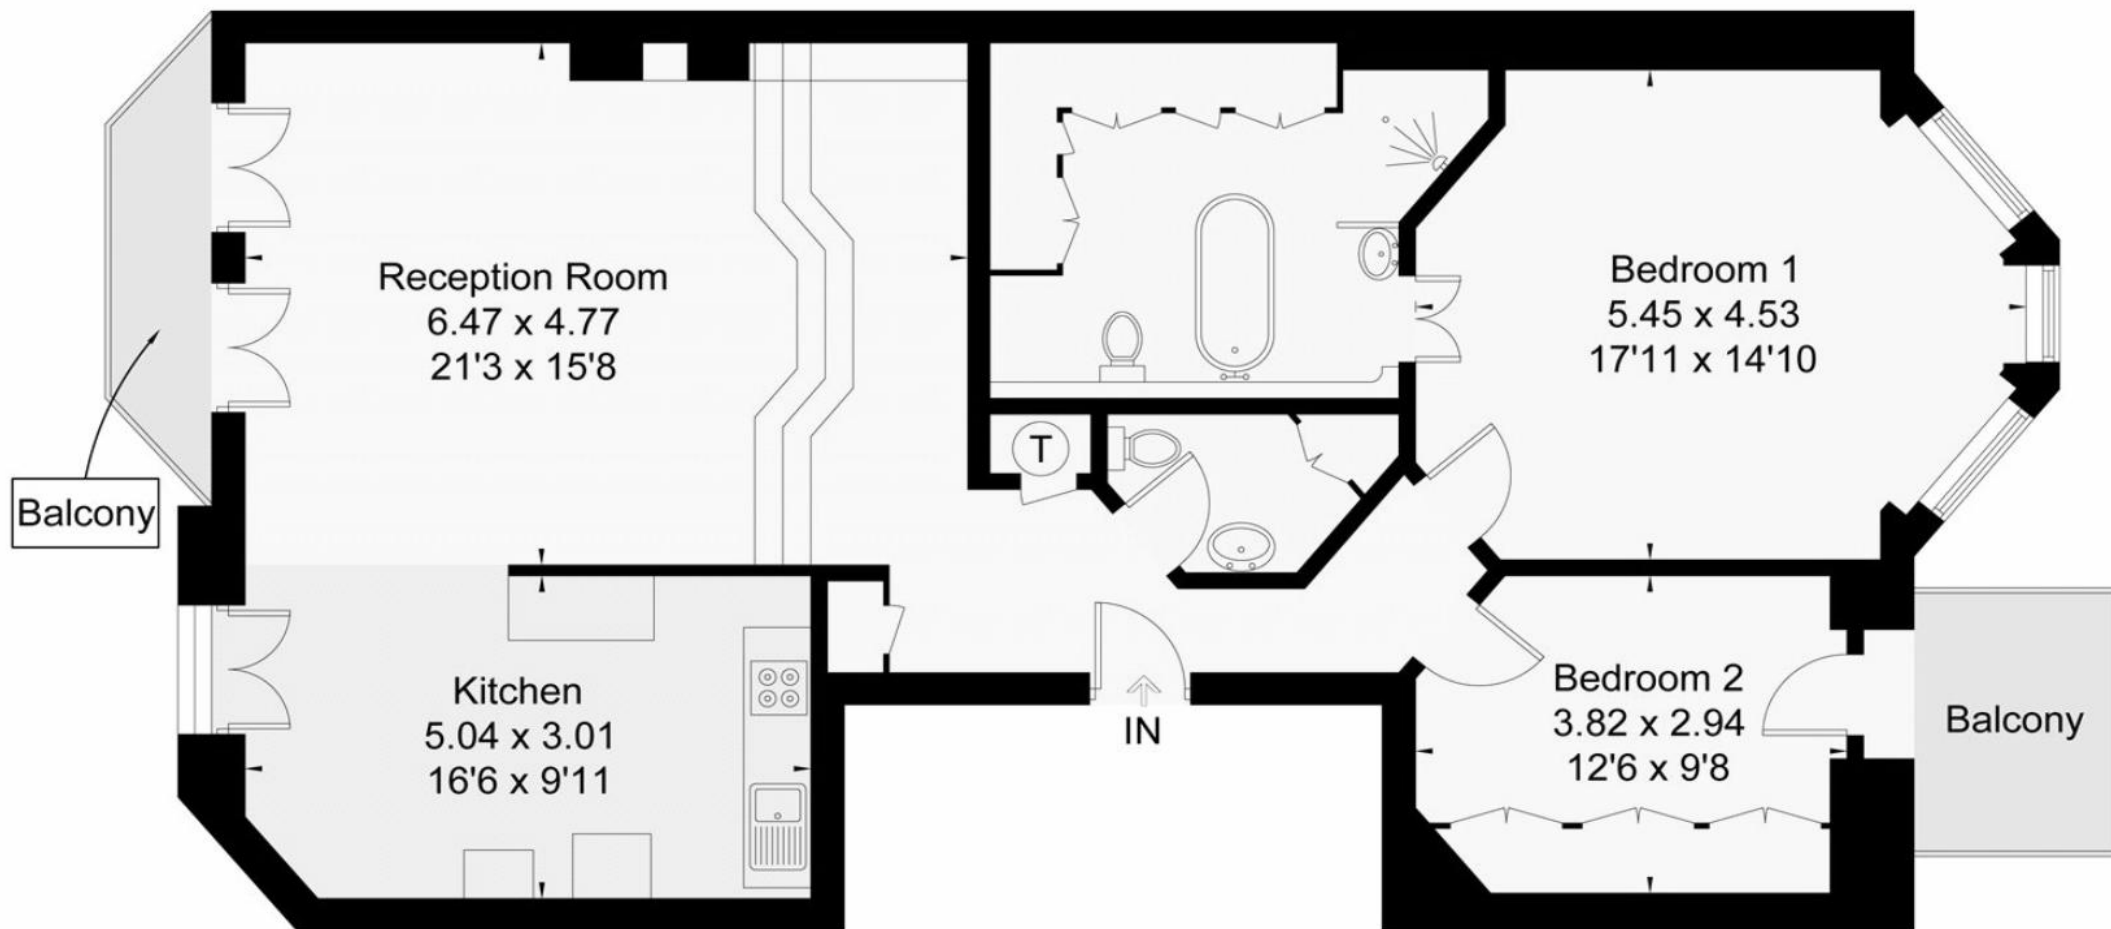 Reception Room
6.47 x 4.77
21'3 x 15'8
Bedroom 1
5.45 x 4.53
17'11 x 14'10
T
Balcony
Kitchen
5.04 x 3.01
16'6 x 9'11
IN
Bedroom 2
3.82 x 2.94
12'6 x 9'8
Balcony